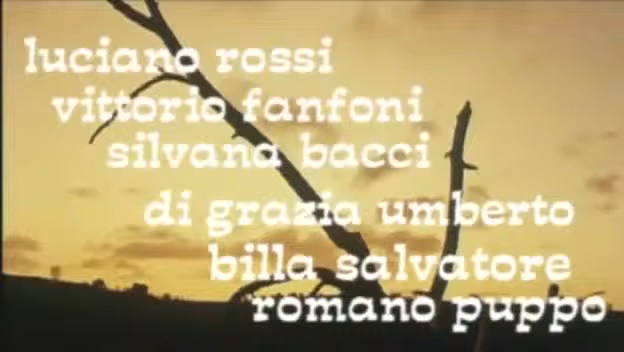 luciano rossi
vittorio fanfoni
silvana bacci
di grazia umberto
billa salvatore
romano puppo